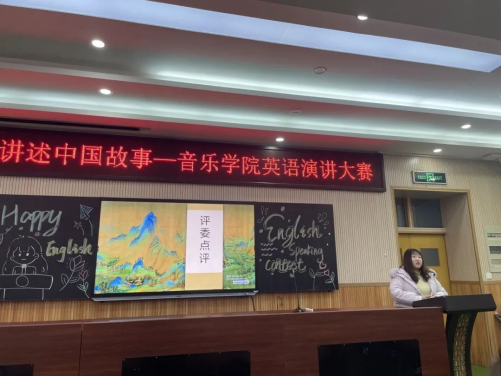 讲述中国故事—音乐学院英语演讲大赛
Happy
English
评委点评
English
Speaking
contest